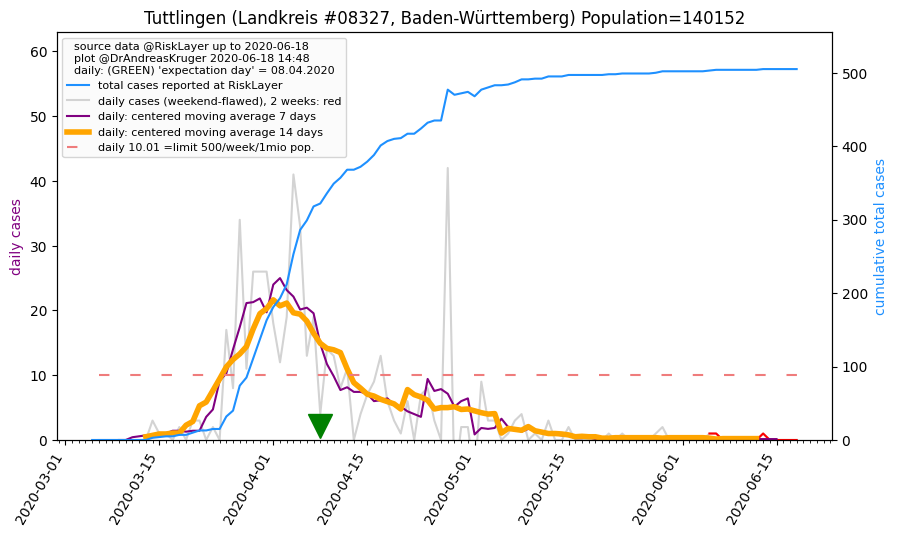 Tuttlingen (Landkreis #08327, Baden-Württemberg) Population=140152
source data @RiskLayer up to 2020-06-18
plot @DrAndreasKruger 2020-06-18 14:48
daily: (GREEN) 'expectation day' = 08.04.2020
total cases reported at RiskLayer
daily cases (weekend-flawed), 2 weeks: red
daily: centered moving average 7 days
daily: centered moving average 14 days
daily 10.01 =limit 500/week/1mio pop.
daily cases
60
50
40
30
20
10
0
cumulative total cases
500
400
300
200
100
0
2020-03-01
2020-03-15
2020-04-01
2020-04-15
2020-05-01
2020-05-15
2020-06-01
2020-06-15